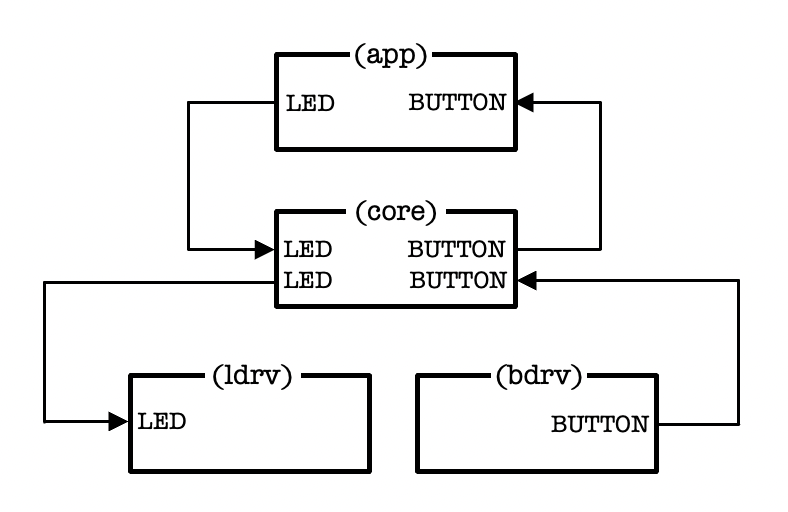 (app)
LED BUTTON
(core)
LED BUTTON
LED BUTTON
(ldrv) (bdrv)
LED BUTTON